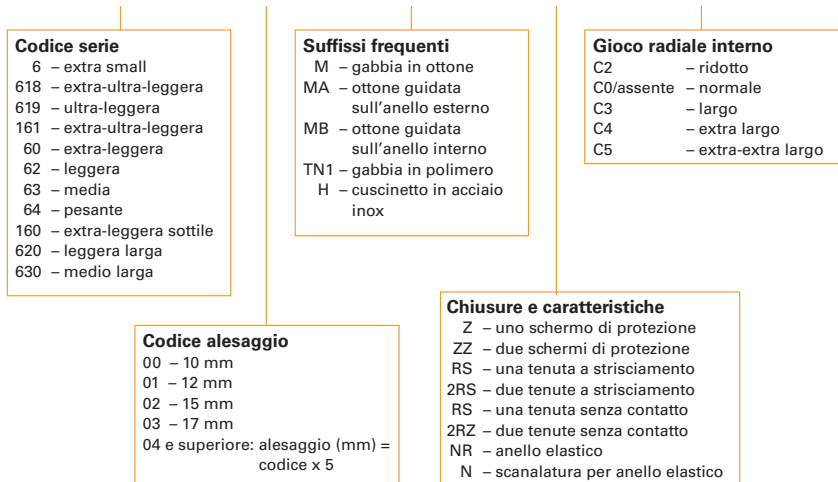 Codice serie
6 – extra small
618 – extra-ultra-leggera
619 – ultra-leggera
161 – extra-ultra-leggera
60 – extra-leggera
62 – leggera
63 – media
64 – pesante
160 – extra-leggera sottile
620 – leggera larga
630 – medio larga
Suffissi frequenti
M – gabbia in ottone
MA – ottone guidata
sull'anello esterno
MB – ottone guidata
sull'anello interno
TN1 – gabbia in polimero
H – cuscinetto in acciaio
inox
Gioco radiale interno
C2 – ridotto
C0/assente – normale
C3 – largo
C4 – extra largo
C5 – extra-extra largo
Codice alesaggio
00 – 10 mm
01 – 12 mm
02 – 15 mm
03 – 17 mm
04 e superiore: alesaggio (mm) =
codice x 5
Chiusure e caratteristiche
Z – uno schermo di protezione
ZZ – due schermi di protezione
RS – una tenuta a strisciamento
2RS – due tenute a strisciamento
RS – una tenuta senza contatto
2RZ – due tenute senza contatto
NR – anello elastico
N – scanalatura per anello elastico